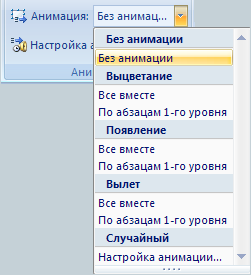 Анимация: Без анимац...
Настройка а
Ани
Без анимации
Без анимации
Выцветание
Все вместе
По абзацам 1-го уровня
Появление
Все вместе
По абзацам 1-го уровня
Вылет
Все вместе
По абзацам 1-го уровня
Случайный
Настройка анимации...